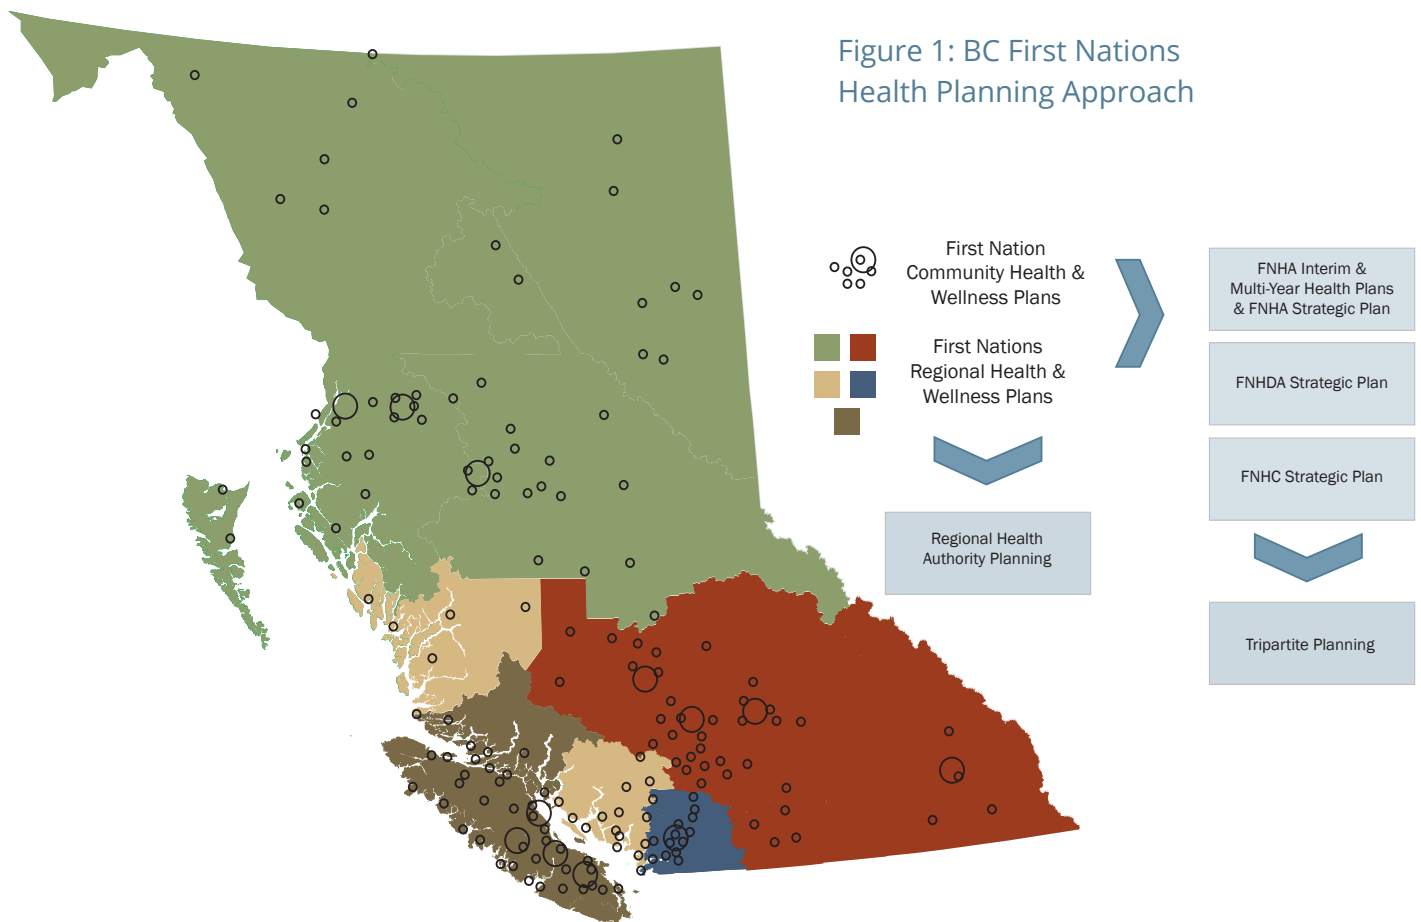 Figure 1: BC First Nations
Health Planning Approach
First Nation
Community Health &
Wellness Plans
First Nations
Regional Health &
Wellness Plans
Regional Health
Authority Planning
FNHA Interim &
Multi-Year Health Plans
& FNHA Strategic Plan
FNHDA Strategic Plan
FNHC Strategic Plan
Tripartite Planning